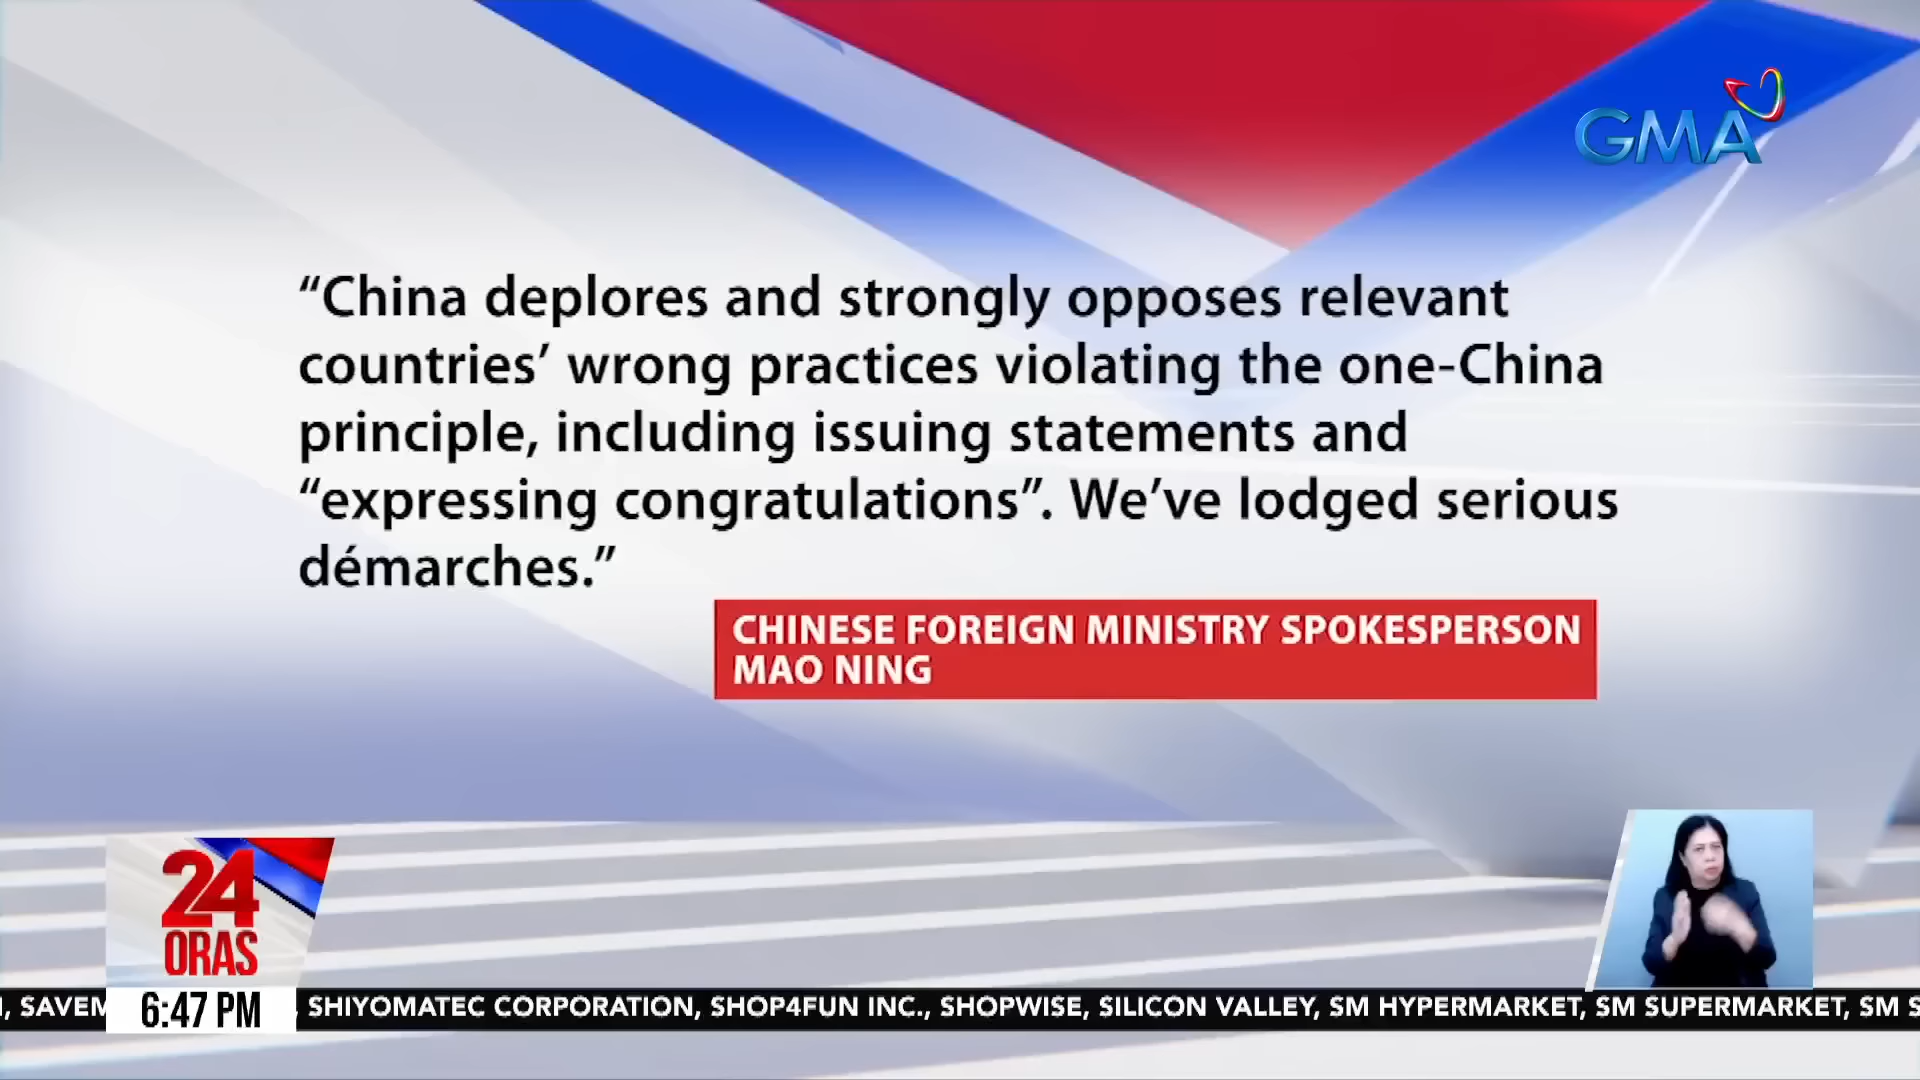 GMA
“China deplores and strongly opposes relevant
countries’ wrong practices violating the one-China
principle, including issuing statements and
“expressing congratulations”. We’ve lodged serious
démarches.”
CHINESE FOREIGN MINISTRY SPOKESPERSON
MAO NING
24
ORAS
6:47 PM
, SAVEM
, SHIYOMATEC CORPORATION, SHOP4FUN INC., SHOPWISE, SILICON VALLEY, SM HYPERMARKET, SM SUPERMARKET, SM S